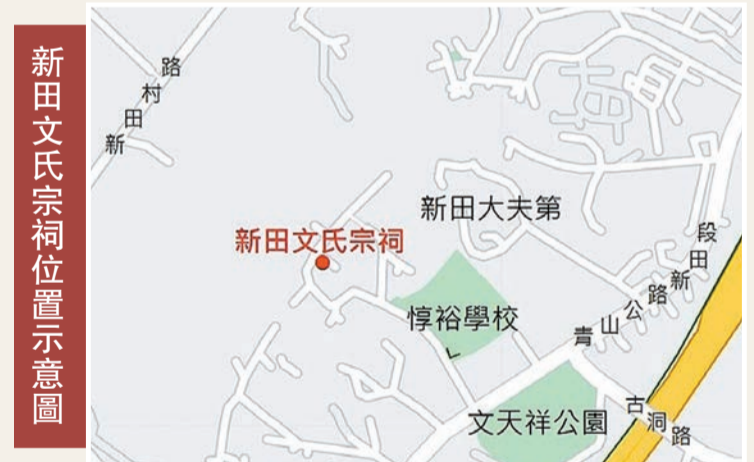 新田文氏宗祠位置示意圖
新田村路
新田大夫第
新田文氏宗祠
惇裕學校
青山公路新田段
文天祥公園
古洞路